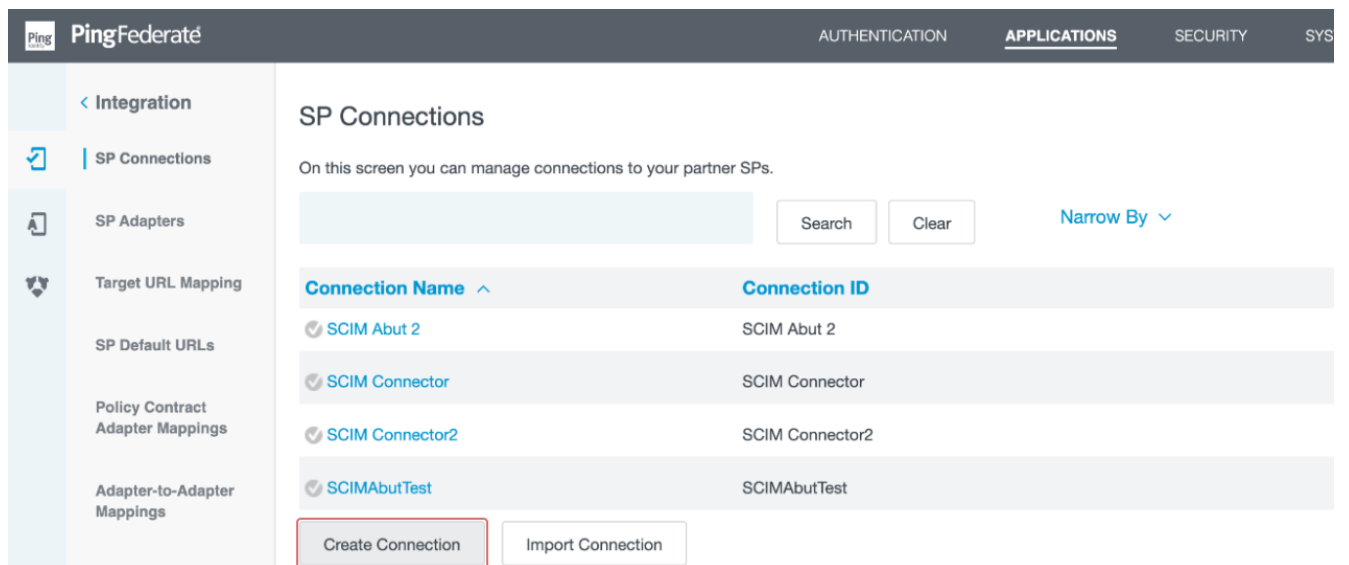 Ping
PingFederate
AUTHENTICATION
APPLICATIONS
SECURITY
SYS
< Integration
SP Connections
SP Adapters
Target URL Mapping
SP Default URLs
Policy Contract
Adapter Mappings
Adapter-to-Adapter
Mappings
SP Connections
On this screen you can manage connections to your partner SPs.
Search
Clear
Narrow By
Connection Name
Connection ID
SCIM Abut 2
SCIM Abut 2
SCIM Connector
SCIM Connector
SCIM Connector2
SCIM Connector2
SCIMAbutTest
SCIMAbutTest
Create Connection
Import Connection